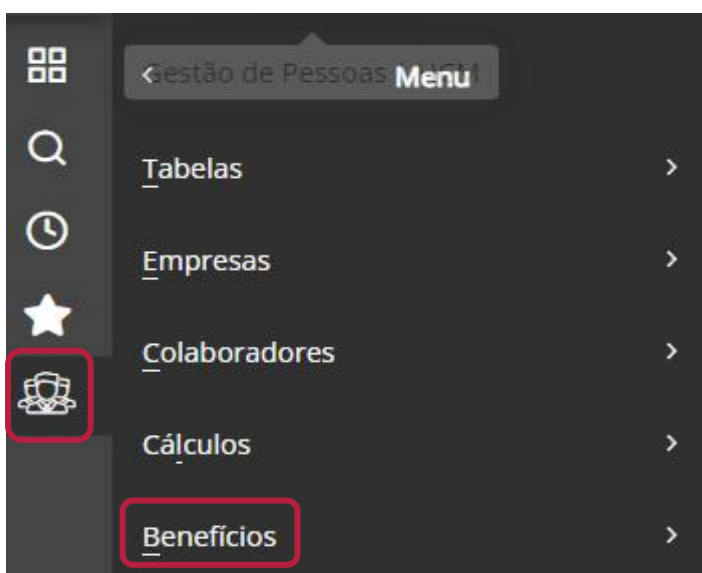 Gestão de Pessoas
Menu
Tabelas
Empresas
Colaboradores
Cálculos
Benefícios